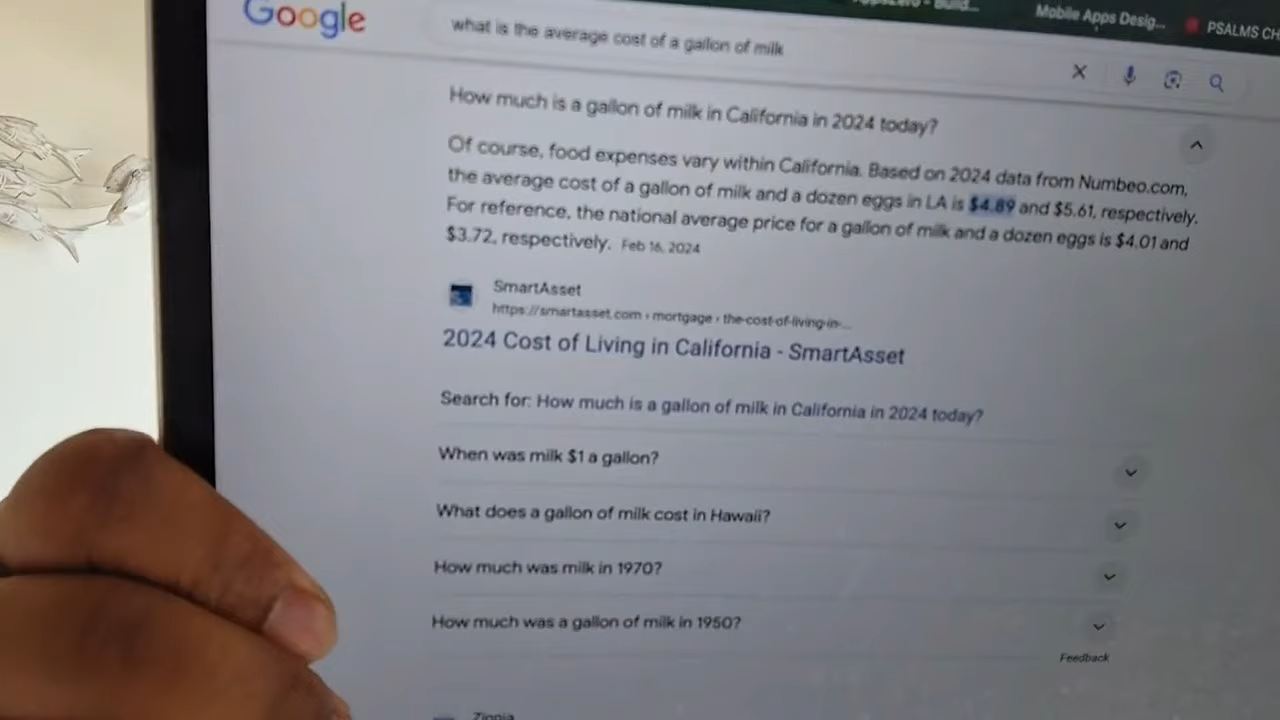 Mobile Apps Desig...
PSALMS CH
Google
what is the average cost of a gallon of milk
How much is a gallon of milk in California in 2024 today?
Of course, food expenses vary within California. Based on 2024 data from Numbeo.com,
the average cost of a gallon of milk and a dozen eggs in LA is $4.89 and $5.61, respectively.
For reference, the national average price for a gallon of milk and a dozen eggs is $4.01 and
$3.72, respectively. Feb 16, 2024
SmartAsset
https://smartasset.com › mortgage › the-cost-of-living-in-...
2024 Cost of Living in California - SmartAsset
Search for: How much is a gallon of milk in California in 2024 today?
When was milk $1 a gallon?
What does a gallon of milk cost in Hawaii?
How much was milk in 1970?
How much was a gallon of milk in 1950?
Feedback
Zippia